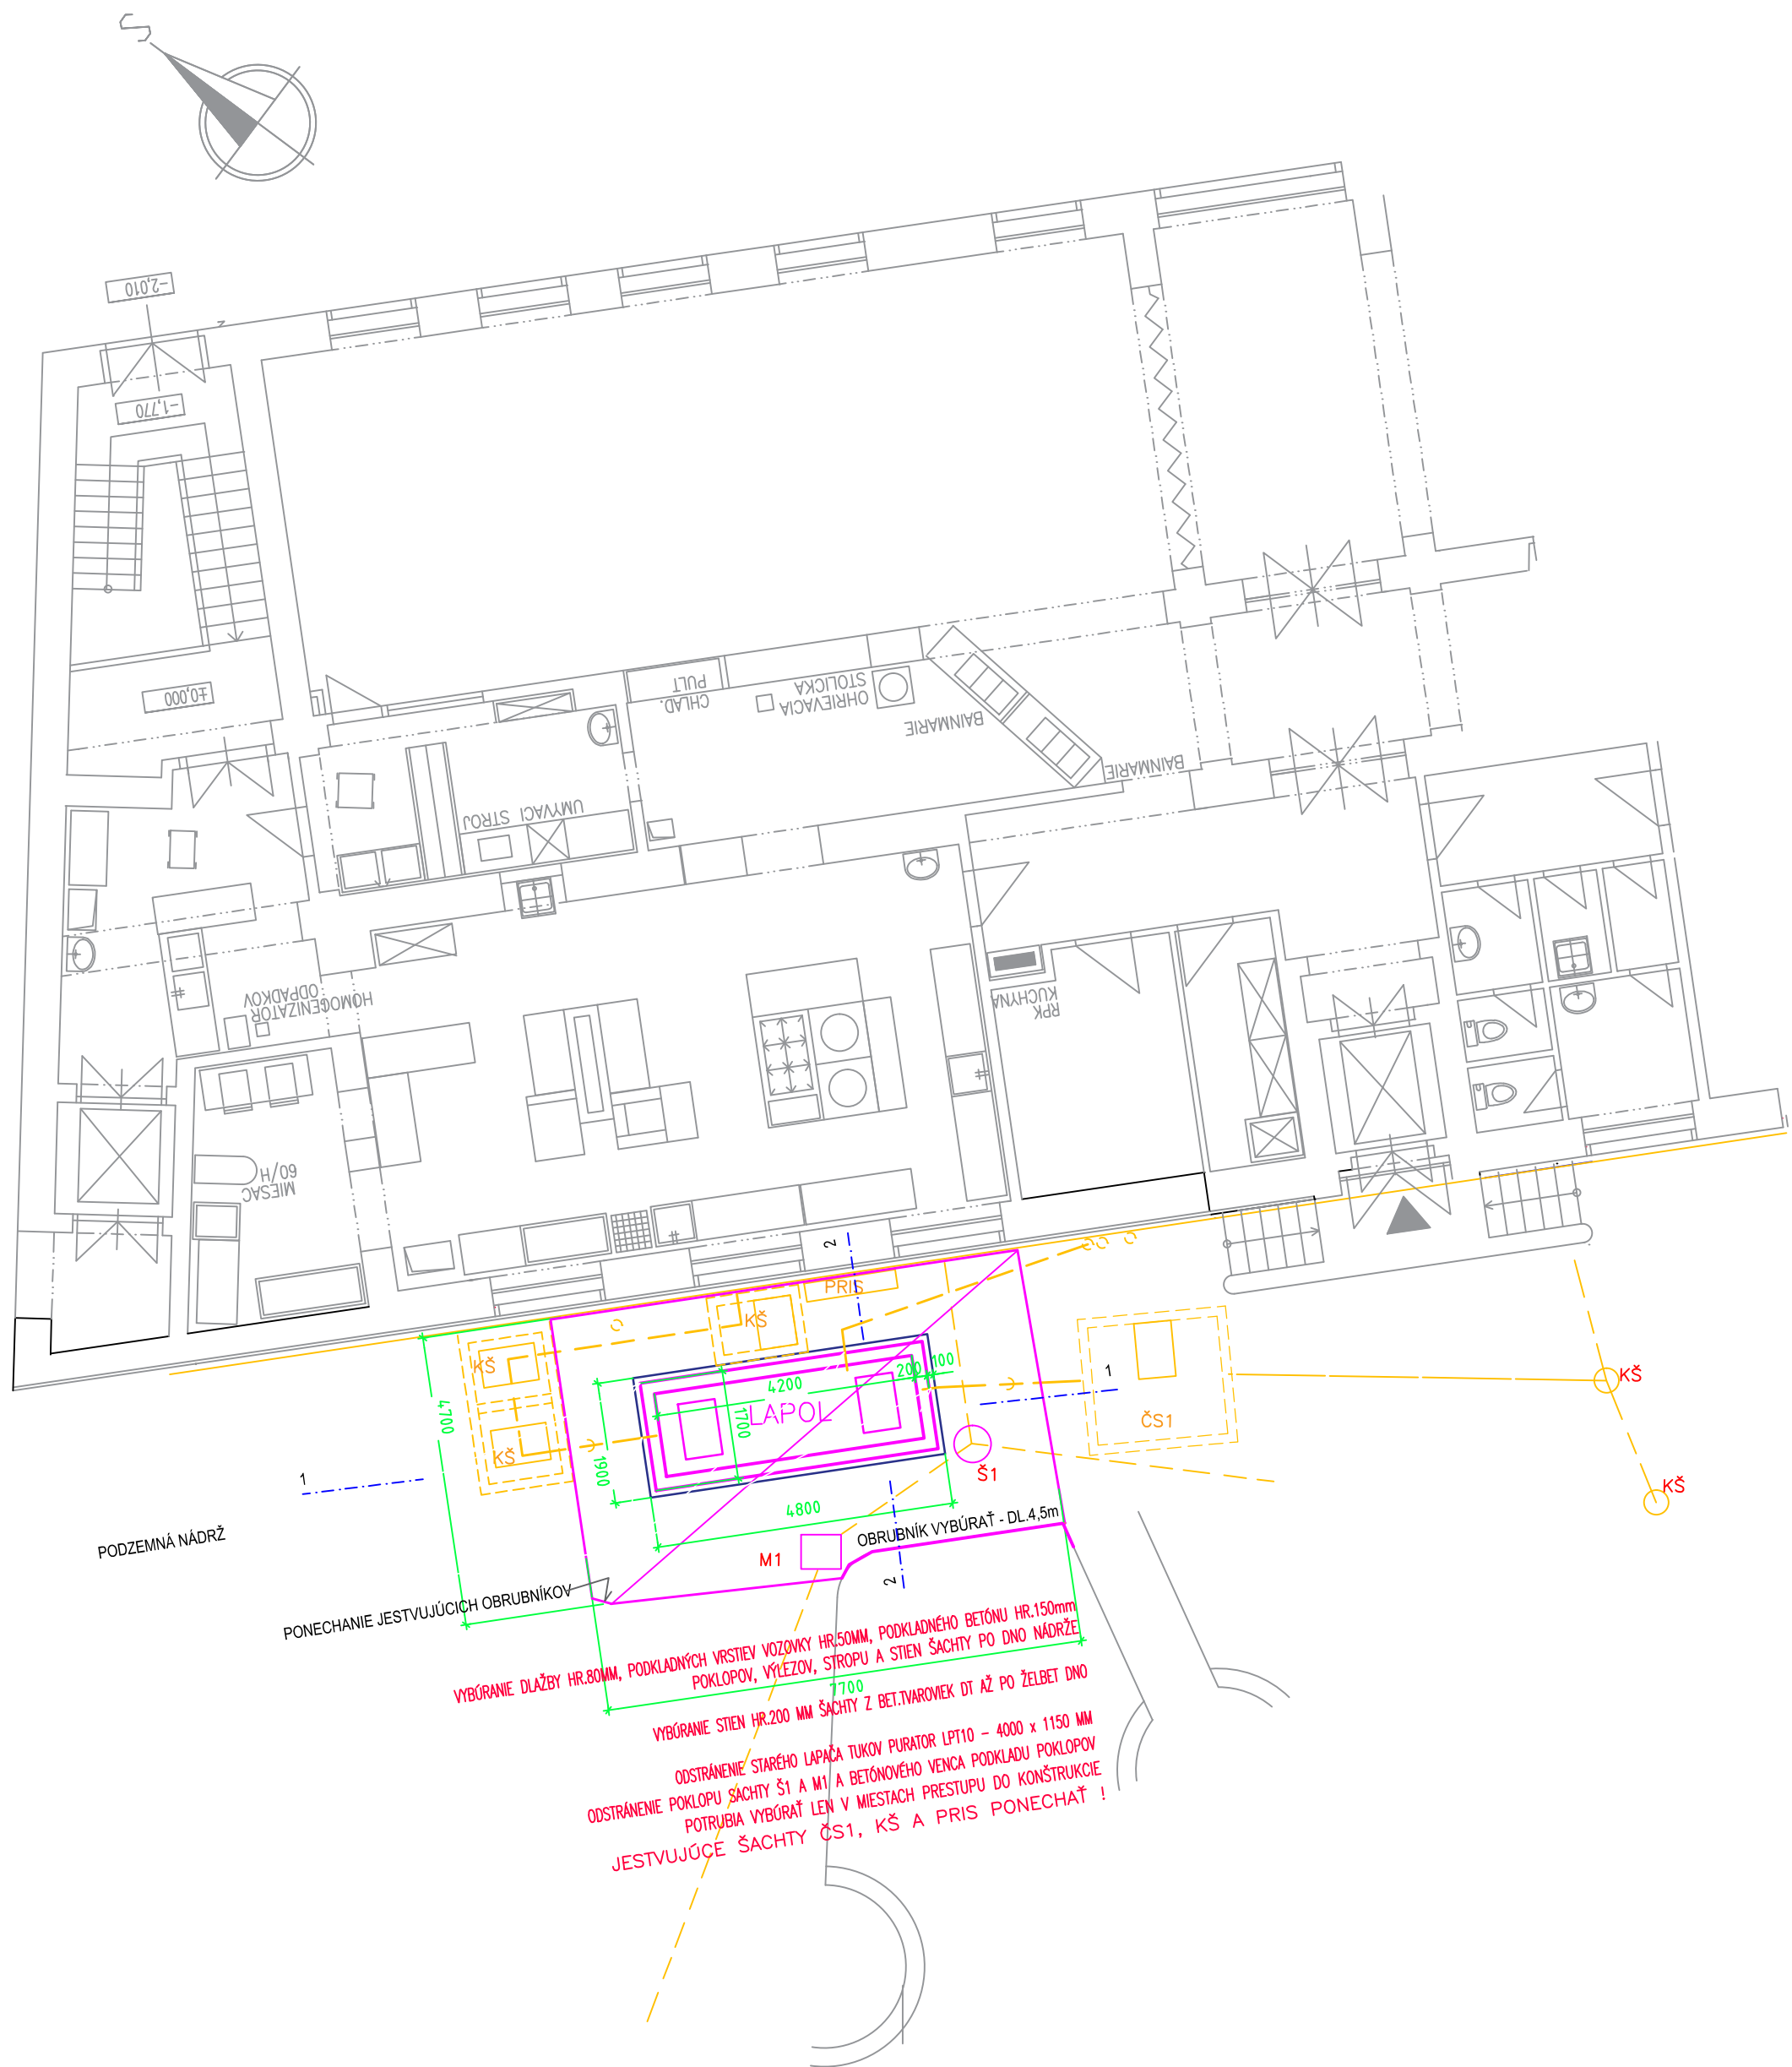 S
-2,010
-1,770
±0,000
CHLAD.
PULT
OHRIEVACIA
STOLICKA
BAINMARIE
BAINMARIE
UMÝVACI STROJ
HOMOGENIZÁTOR
ODPADKOV
RPK
KUCHYNA
MIESAC
60/H
2
PRIS
KŠ
KŠ
KŠ
200
100
4200
LAPOL
1700
1900
4700
4800
1
1
ČS1
KŠ
KŠ
Š1
M1
2
OBRUBNÍK VYBÚRAŤ - DL.4,5m
PODZEMNÁ NÁDRŽ
PONECHANIE JESTVUJÚCICH OBRUBNÍKOV
VYBÚRANIE DLAŽBY HR.80MM, PODKLADNÝCH VRSTIEV VOZOVKY HR.50MM, PODKLADNÉHO BETÓNU HR.150mm
POKLOPOV, VÝLEZOV, STROPU A STIEN ŠACHTY PO DNO NÁDRŽE
7700
VYBÚRANIE STIEN HR.200 MM ŠACHTY Z BET.TVAROVIEK DT AŽ PO ŽELBET DNO
ODSTRÁNENIE STARÉHO LAPAČA TUKOV PURATOR LPT10 - 4000 x 1150 MM
ODSTRÁNENIE POKLOPU ŠACHTY Š1 A M1 A BETÓNOVÉHO VENCA PODKLADU POKLOPOV
POTRUBIA VYBÚRAŤ LEN V MIESTACH PRESTUPU DO KONŠTRUKCIE
JESTVUJÚCE ŠACHTY ČS1, KŠ A PRIS PONECHAŤ !